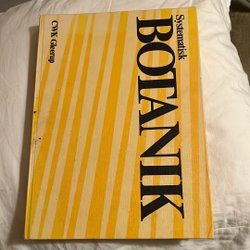 Systematisk
BOTANIK
CWK Gleerup